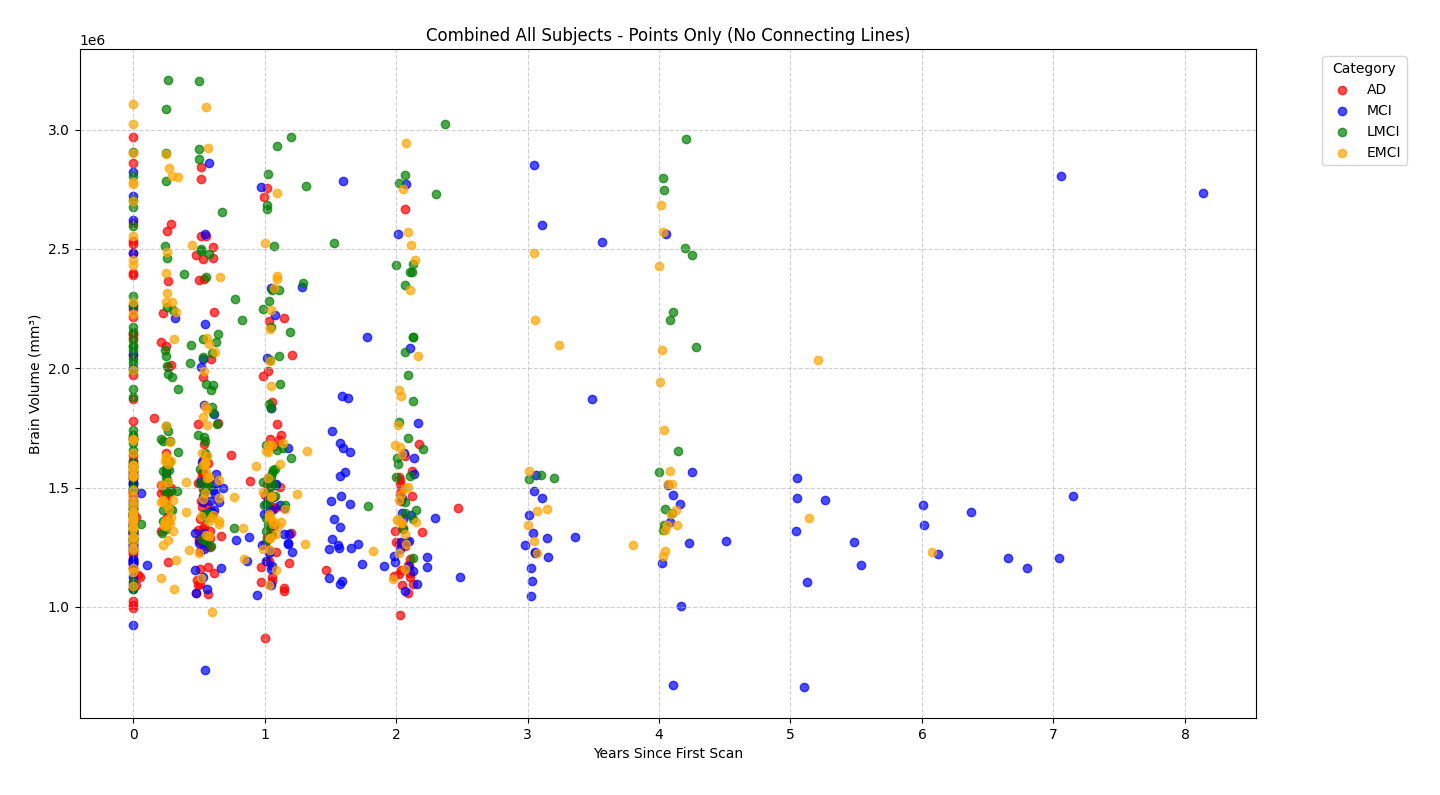 Combined All Subjects - Points Only (No Connecting Lines)
1e6
Brain Volume (mm³)
3.0
2.5
2.0
1.5
1.0
0 1 2 3 4 5 6 7 8
Years Since First Scan
Category
AD
MCI
LMCI
EMCI